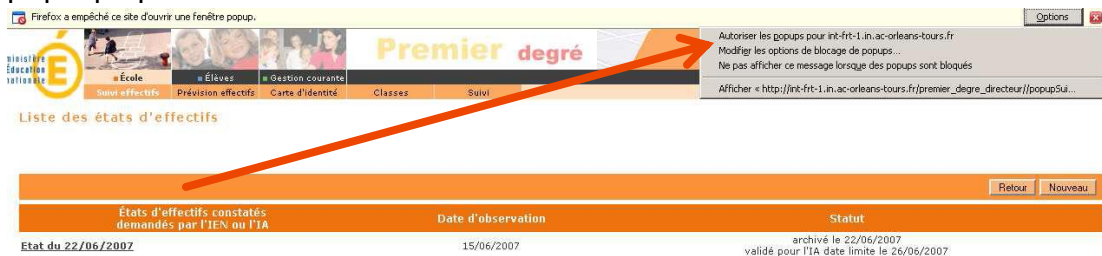 Firefox a empêché ce site d'ouvrir une fenêtre popup.
Options
Autoriser les popups pour int-frt-1.in.ac-orleans-tours.fr
Modifier les options de blocage de popups...
Ne pas afficher ce message lorsque des popups sont bloqués
Afficher « http://int-frt-1.in.ac-orleans-tours.fr/premier_degre_directeur//popupSui...
Premier degré
École Élèves Gestion courante
Suivi effectifs Prévision effectifs Carte d'identité Classes Suivi
Liste des états d'effectifs
Retour Nouveau
États d'effectifs constatés
demandés par l'IEN ou l'IA
Date d'observation
Statut
Etat du 22/06/2007
15/06/2007
archivé le 22/06/2007
validé pour l'IA date limite le 26/06/2007